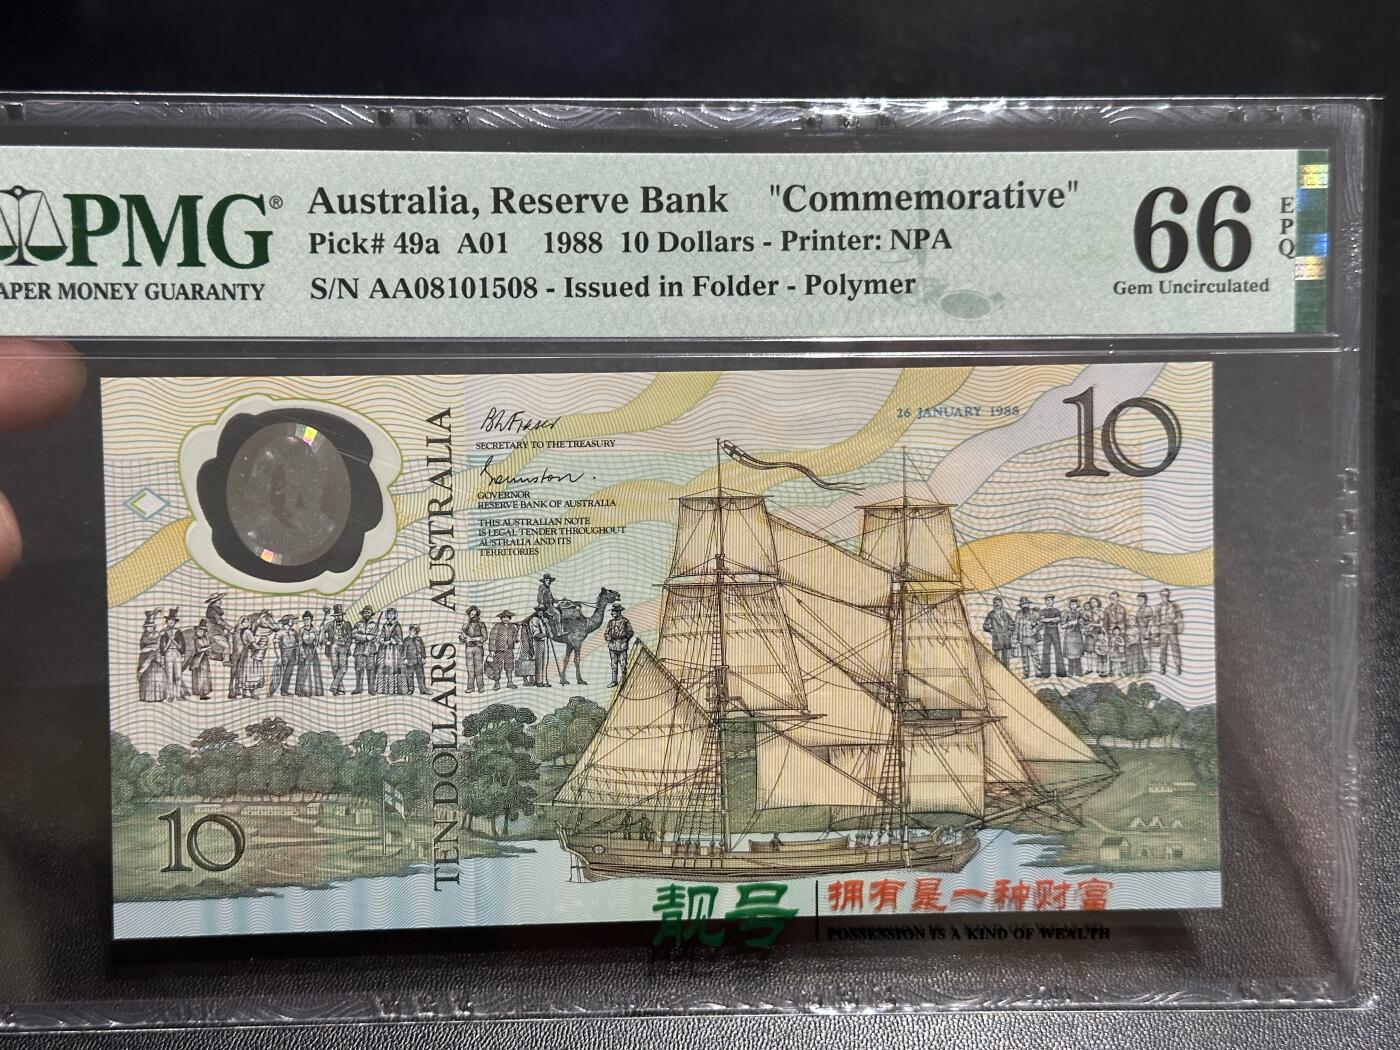 PMG®
PAPER MONEY GUARANTY
Australia, Reserve Bank "Commemorative"
Pick# 49a A01 1988 10 Dollars - Printer: NPA
S/N AA08101508 - Issued in Folder - Polymer
66
EPQ
Gem Uncirculated
TEN DOLLARS AUSTRALIA
SECRETARY TO THE TREASURY
GOVERNOR
RESERVE BANK OF AUSTRALIA
THIS AUSTRALIAN NOTE
IS LEGAL TENDER THROUGHOUT
AUSTRALIA AND ITS
TERRITORIES
26 JANUARY 1988
10
10
靓号
拥有是一种财富
POSSESSION IS A KIND OF WEALTH